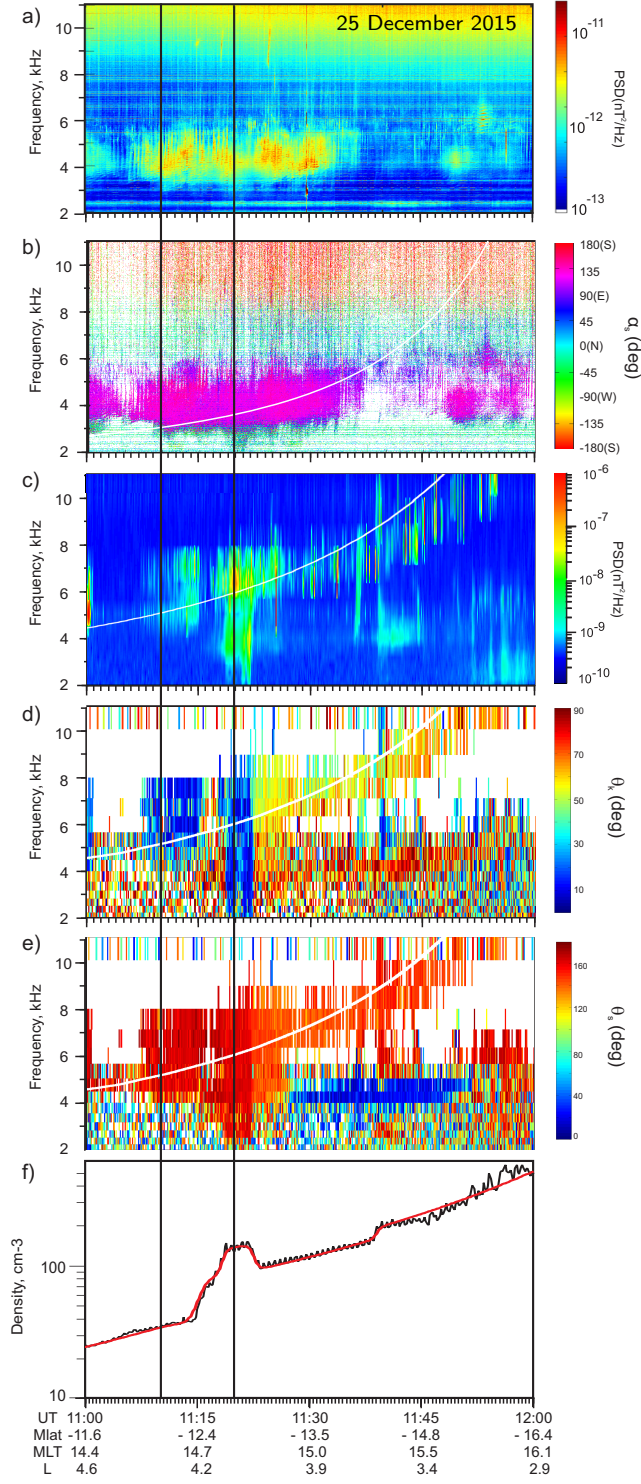 a)
25 December 2015
Frequency, kHz
10
8
6
4
2
10⁻¹¹
10⁻¹²
10⁻¹³
PSD(nT²/Hz)
b)
Frequency, kHz
10
8
6
4
2
180(S)
135
90(E)
45
0(N)
-45
-90(W)
-135
-180(S)
αs (deg)
c)
Frequency, kHz
10
8
6
4
2
10⁻⁶
10⁻⁷
10⁻⁸
10⁻⁹
10⁻¹⁰
PSD(nT²/Hz)
d)
Frequency, kHz
10
8
6
4
2
90
70
50
30
10
θk (deg)
e)
Frequency, kHz
10
8
6
4
2
160
120
80
40
0
θs (deg)
f)
Density, cm-3
100
10
UT 11:00 11:15 11:30 11:45 12:00
Mlat -11.6 - 12.4 - 13.5 - 14.8 - 16.4
MLT 14.4 14.7 15.0 15.5 16.1
L 4.6 4.2 3.9 3.4 2.9